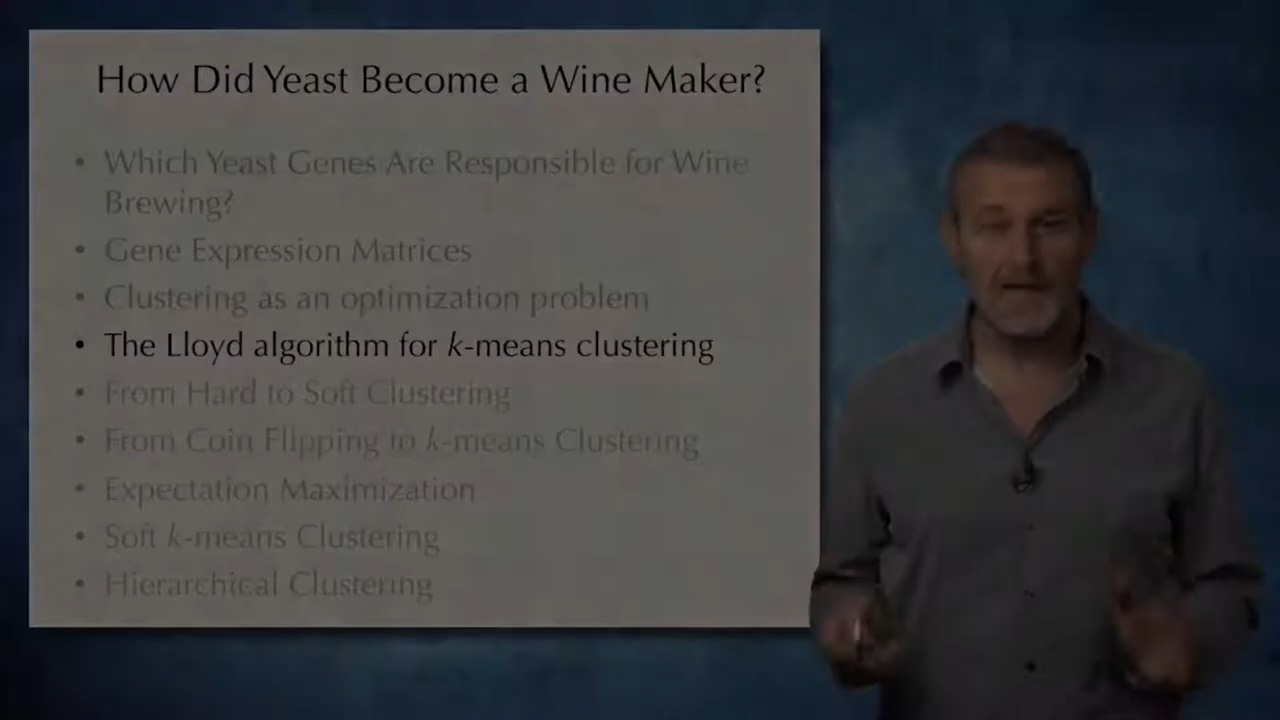 How Did Yeast Become a Wine Maker?
• Which Yeast Genes Are Responsible for Wine
Brewing?
• Gene Expression Matrices
• Clustering as an optimization problem
• The Lloyd algorithm for k-means clustering
• From Hard to Soft Clustering
• From Coin Flipping to k-means Clustering
• Expectation Maximization
• Soft k-means Clustering
• Hierarchical Clustering